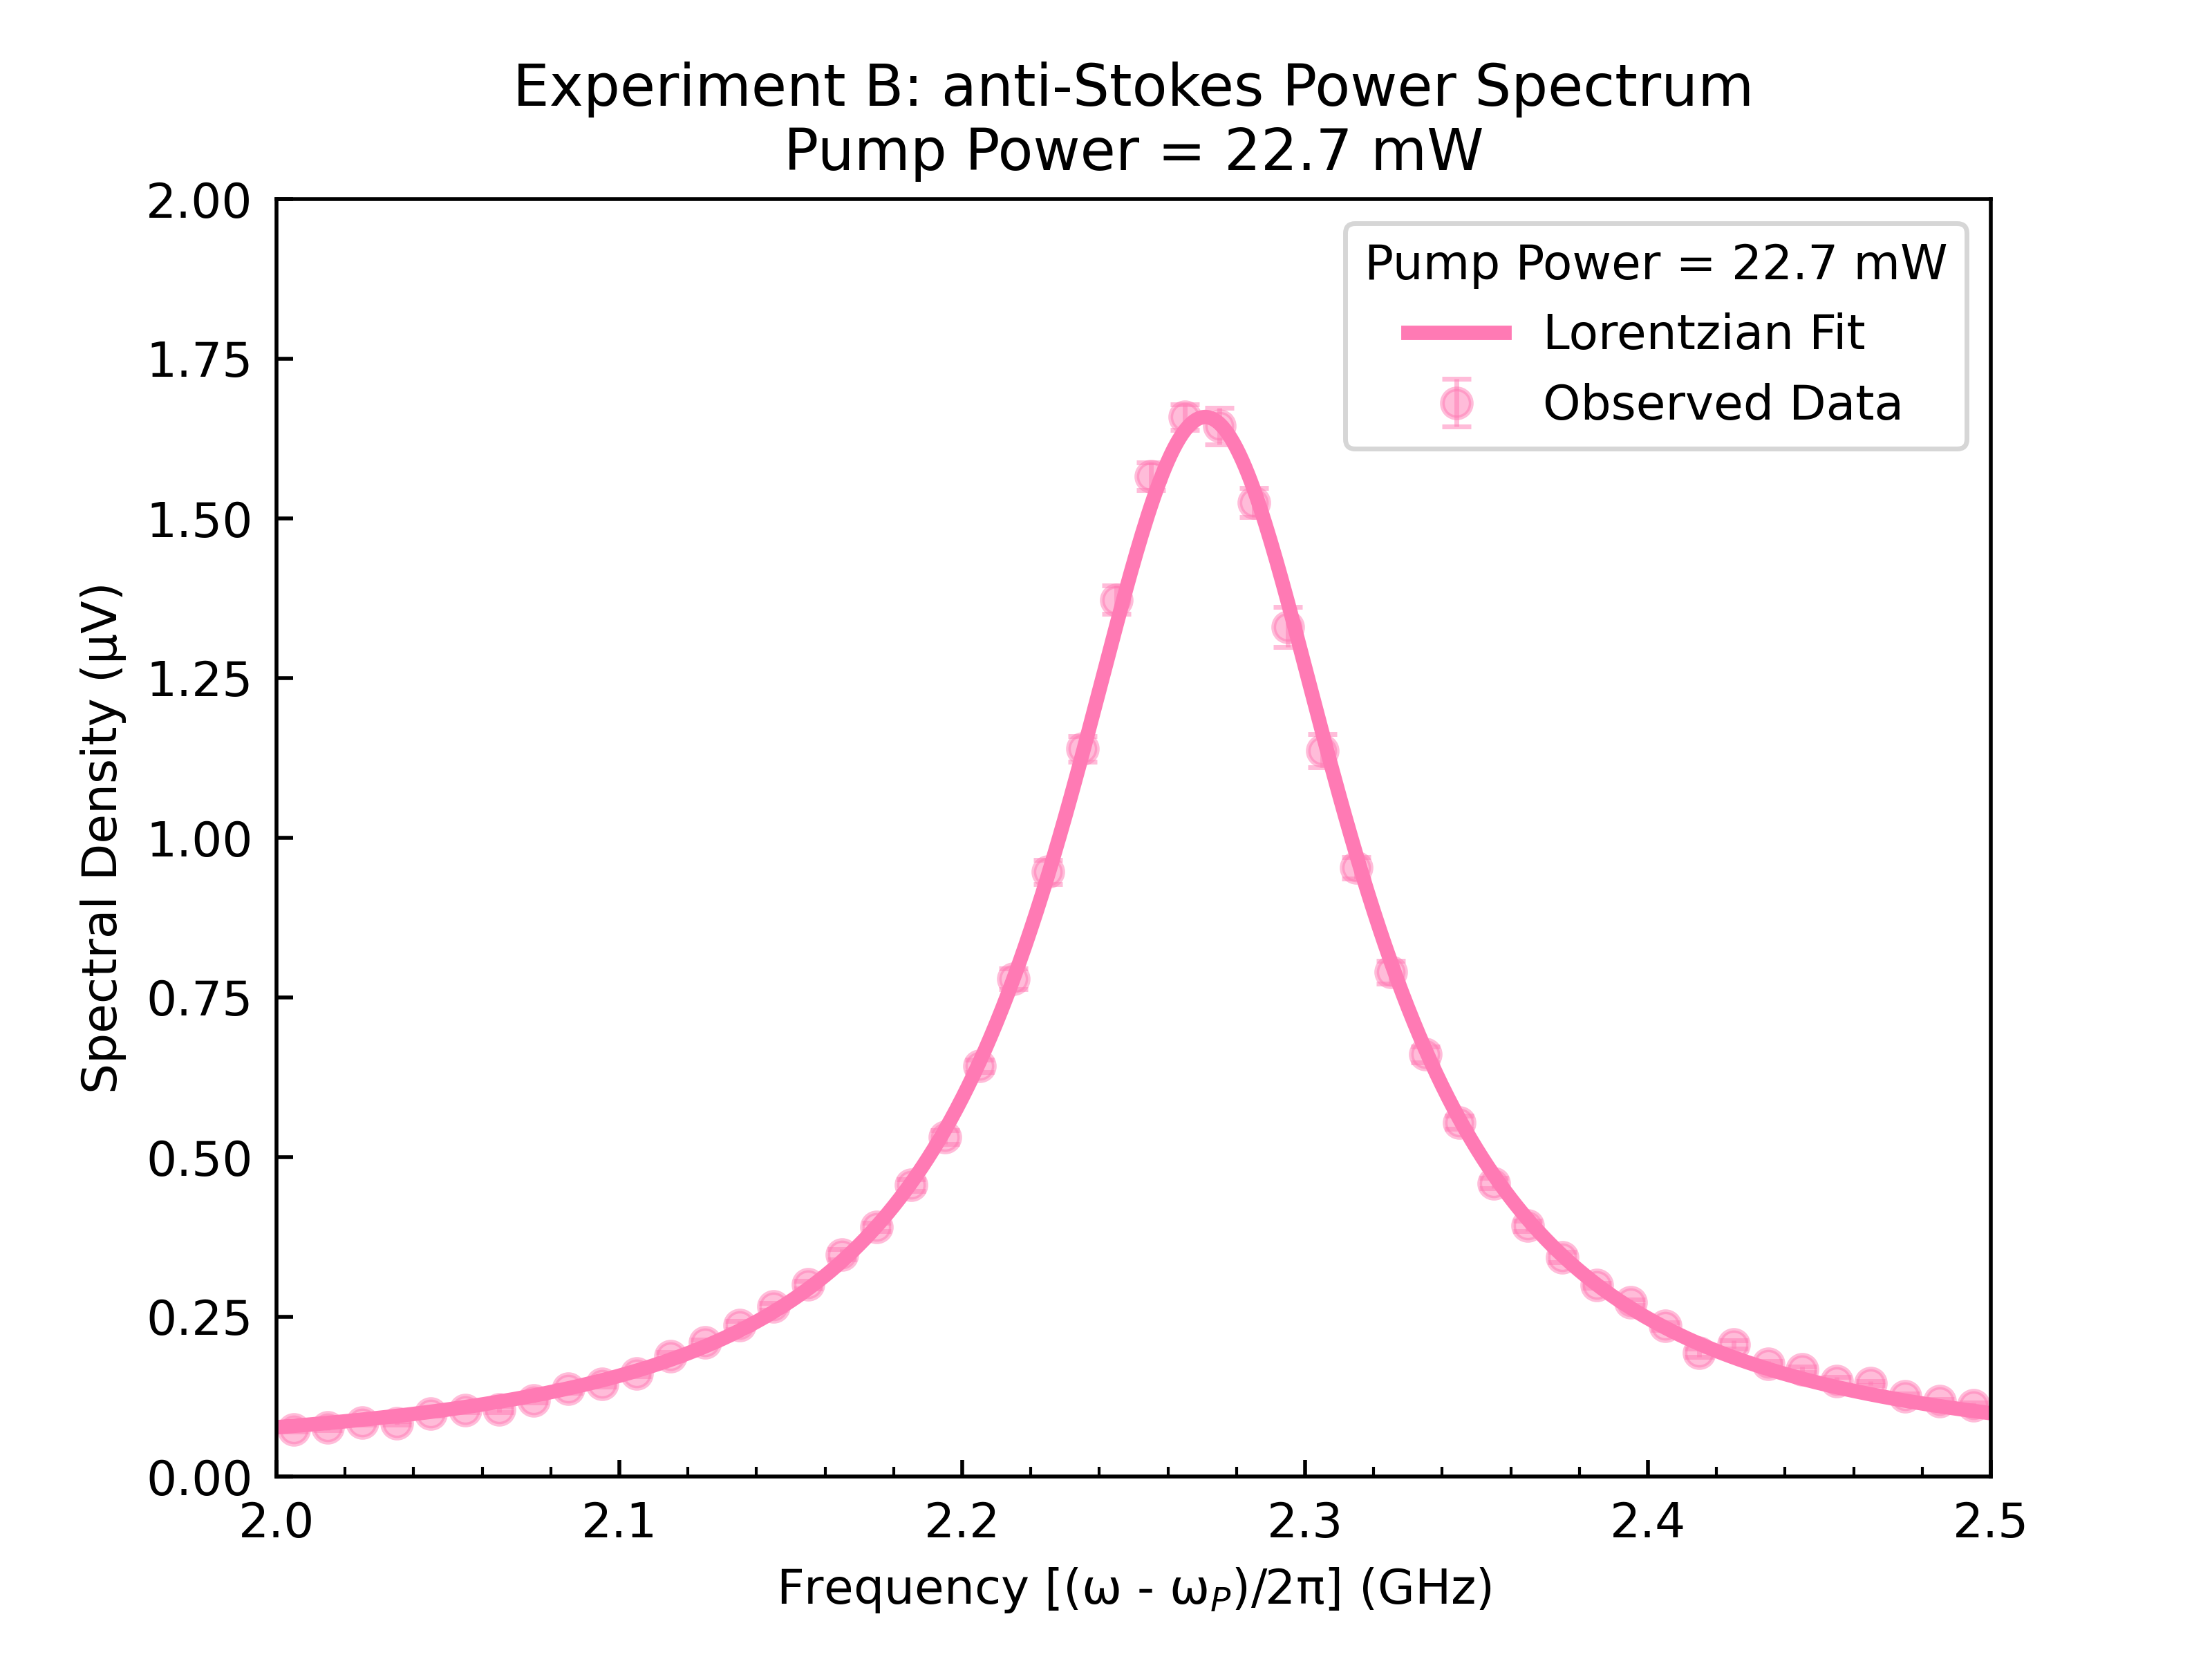 Experiment B: anti-Stokes Power Spectrum
Pump Power = 22.7 mW
2.00
1.75
1.50
1.25
1.00
0.75
0.50
0.25
0.00
Spectral Density (µV)
Pump Power = 22.7 mW
Lorentzian Fit
Observed Data
2.0 2.1 2.2 2.3 2.4 2.5
Frequency [(ω - ω_P)/2π] (GHz)